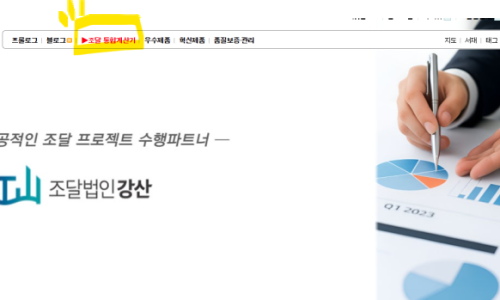 프롤로그 | 블로그 | ▶조달 통합계산기 | 우수제품 | 혁신제품 | 품질보증·관리
지도 | 서재 | 태그
공적인 조달 프로젝트 수행파트너 —
조달법인강산
Q1 2023